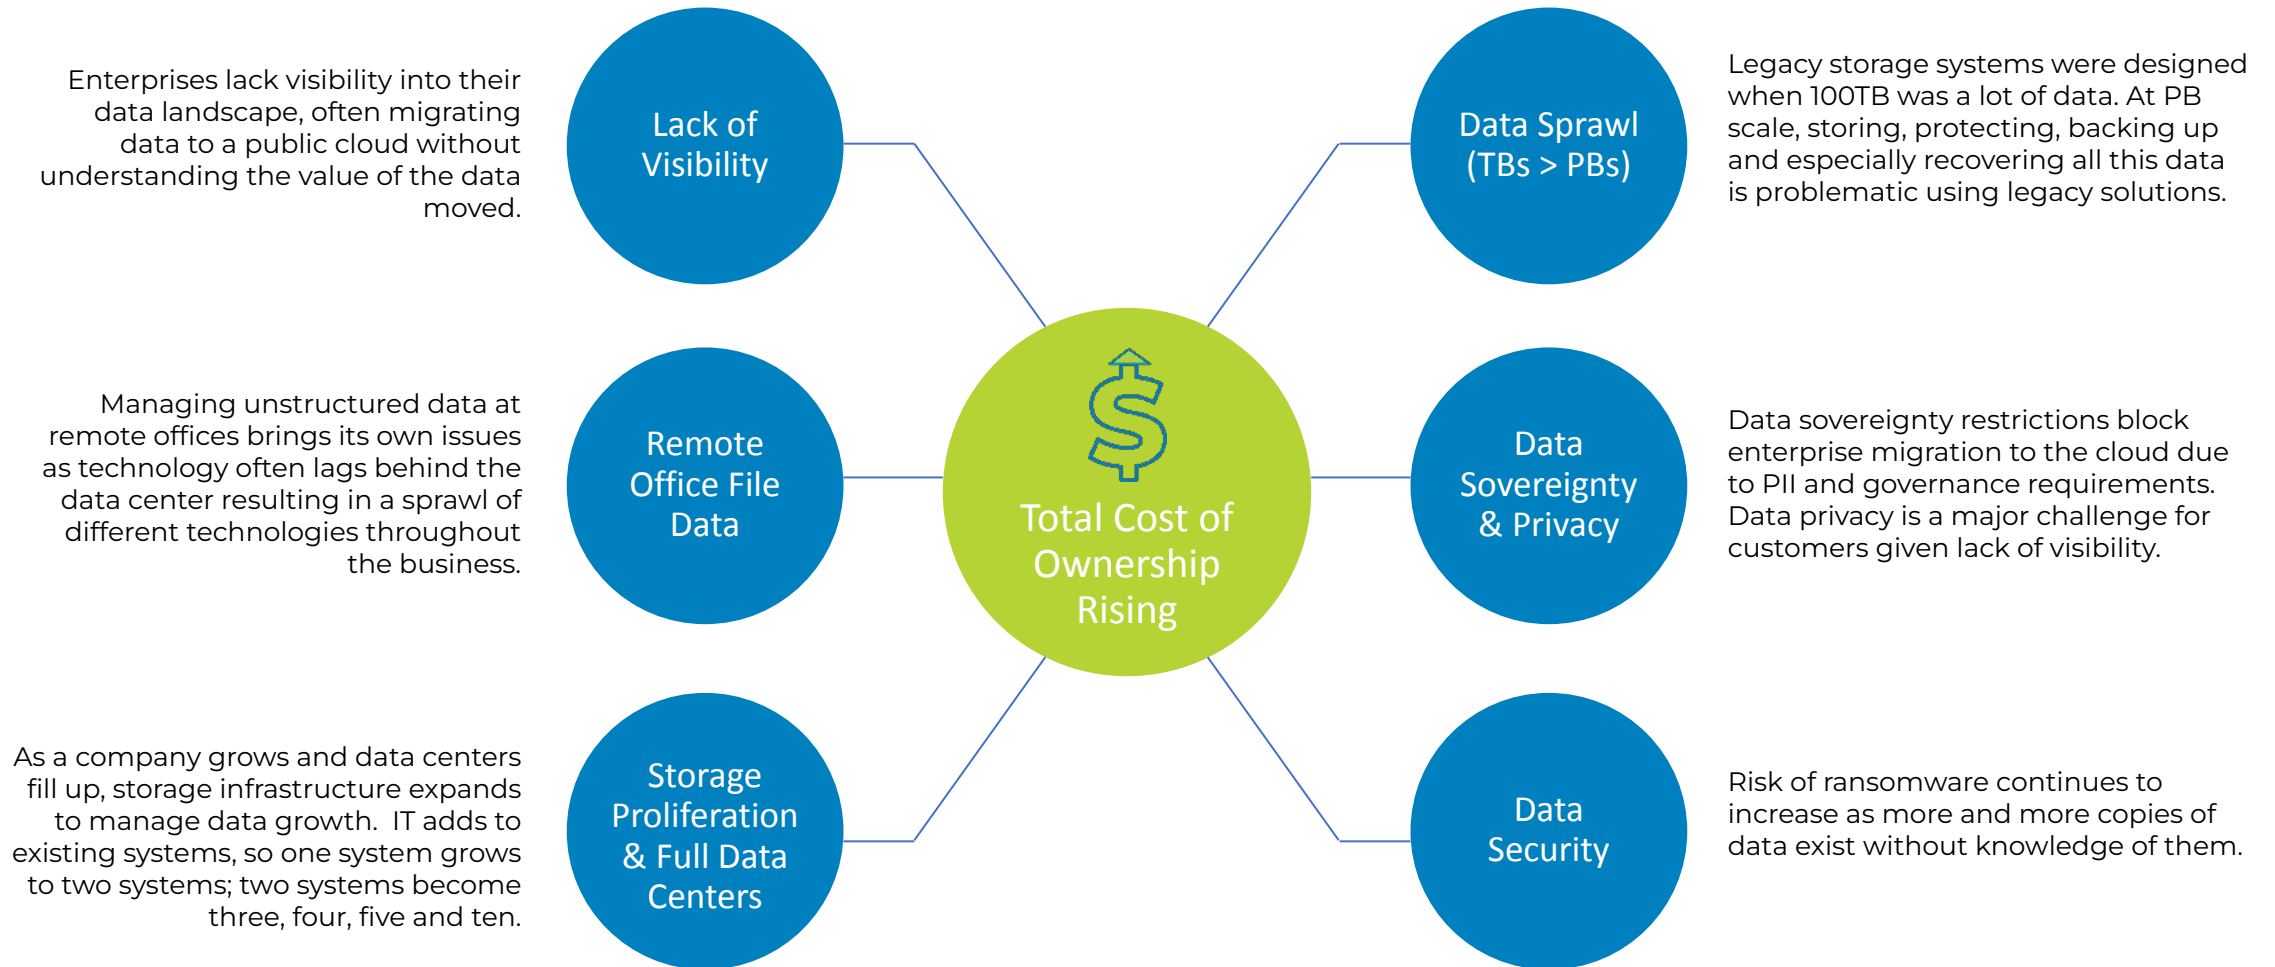 Enterprises lack visibility into their
data landscape, often migrating
data to a public cloud without
understanding the value of the data
moved.
Lack of
Visibility
Data Sprawl
(TBs > PBs)
Legacy storage systems were designed
when 100TB was a lot of data. At PB
scale, storing, protecting, backing up
and especially recovering all this data
is problematic using legacy solutions.
Managing unstructured data at
remote offices brings its own issues
as technology often lags behind the
data center resulting in a sprawl of
different technologies throughout
the business.
Remote
Office File
Data
$
Total Cost of
Ownership
Rising
Data
Sovereignty
& Privacy
Data sovereignty restrictions block
enterprise migration to the cloud due
to PII and governance requirements.
Data privacy is a major challenge for
customers given lack of visibility.
As a company grows and data centers
fill up, storage infrastructure expands
to manage data growth.  IT adds to
existing systems, so one system grows
to two systems; two systems become
three, four, five and ten.
Storage
Proliferation
& Full Data
Centers
Data
Security
Risk of ransomware continues to
increase as more and more copies of
data exist without knowledge of them.